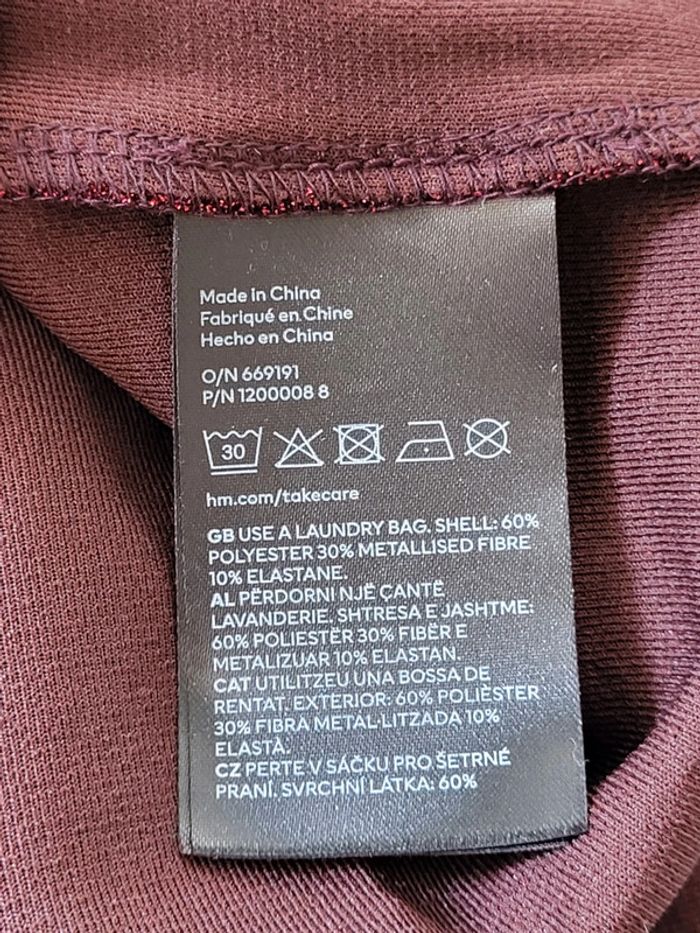 Made in China
Fabriqué en Chine
Hecho en China
O/N 669191
P/N 1200008 8
30
hm.com/takecare
GB USE A LAUNDRY BAG. SHELL: 60%
POLYESTER 30% METALLISED FIBRE
10% ELASTANE.
AL PËRDORNI NJË ÇANTË
LAVANDERIE. SHTRESA E JASHTME:
60% POLIESTËR 30% FIBËR E
METALIZUAR 10% ELASTAN.
CAT UTILITZEU UNA BOSSA DE
RENTAT. EXTERIOR: 60% POLIÈSTER
30% FIBRA METAL·LITZADA 10%
ELASTÀ.
CZ PERTE V SÁČKU PRO ŠETRNÉ
PRANÍ. SVRCHNÍ LÁTKA: 60%